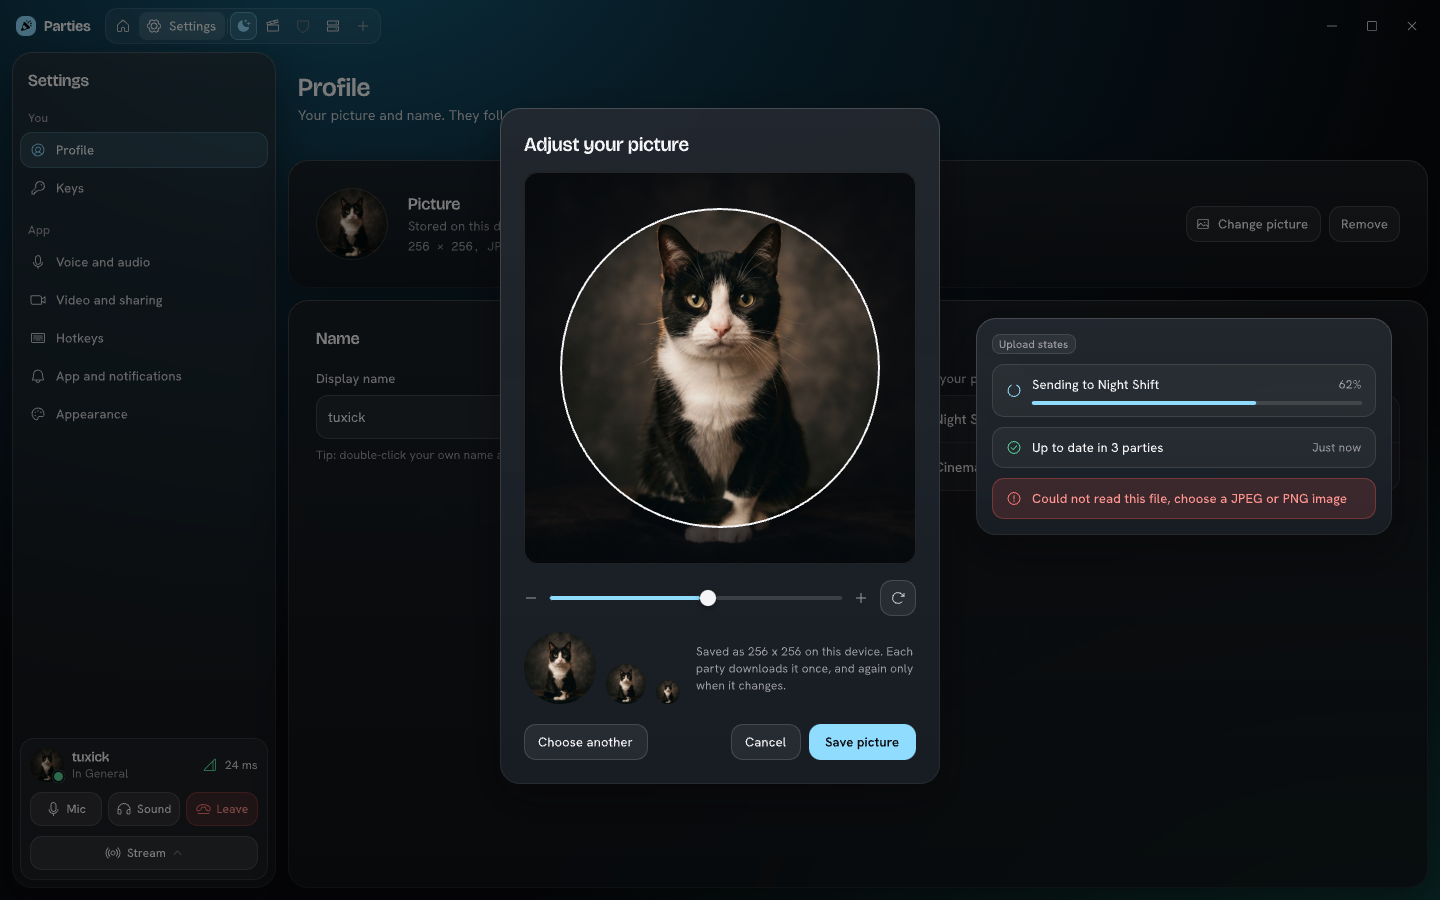 Parties
Settings
Settings
You
Profile
Keys
App
Voice and audio
Video and sharing
Hotkeys
App and notifications
Appearance
tuxick
In General
24 ms
Mic
Sound
Leave
Stream
Profile
Your picture and name. They foll
Picture
Stored on this d
256 × 256, JP
Change picture
Remove
Name
Display name
tuxick
Tip: double-click your own name
your p
Night S
Cinema
Adjust your picture
Saved as 256 x 256 on this device. Each
party downloads it once, and again only
when it changes.
Choose another
Cancel
Save picture
Upload states
Sending to Night Shift
62%
Up to date in 3 parties
Just now
Could not read this file, choose a JPEG or PNG image